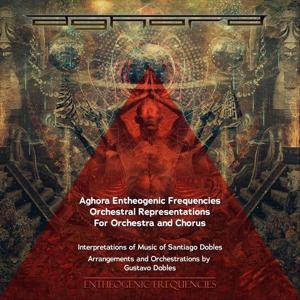 aghora
Aghora Entheogenic Frequencies
Orchestral Representations
For Orchestra and Chorus
Interpretations of Music of Santiago Dobles
Arrangements and Orchestrations by
Gustavo Dobles
ENTHEOGENIC FREQUENCIES